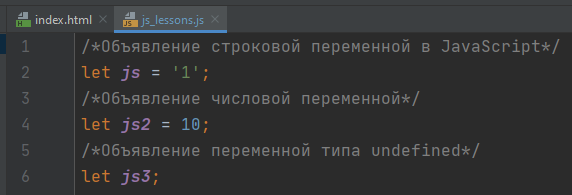 index.html js_lessons.js
1 /*Объявление строковой переменной в JavaScript*/
2 let js = '1';
3 /*Объявление числовой переменной*/
4 let js2 = 10;
5 /*Объявление переменной типа undefined*/
6 let js3;